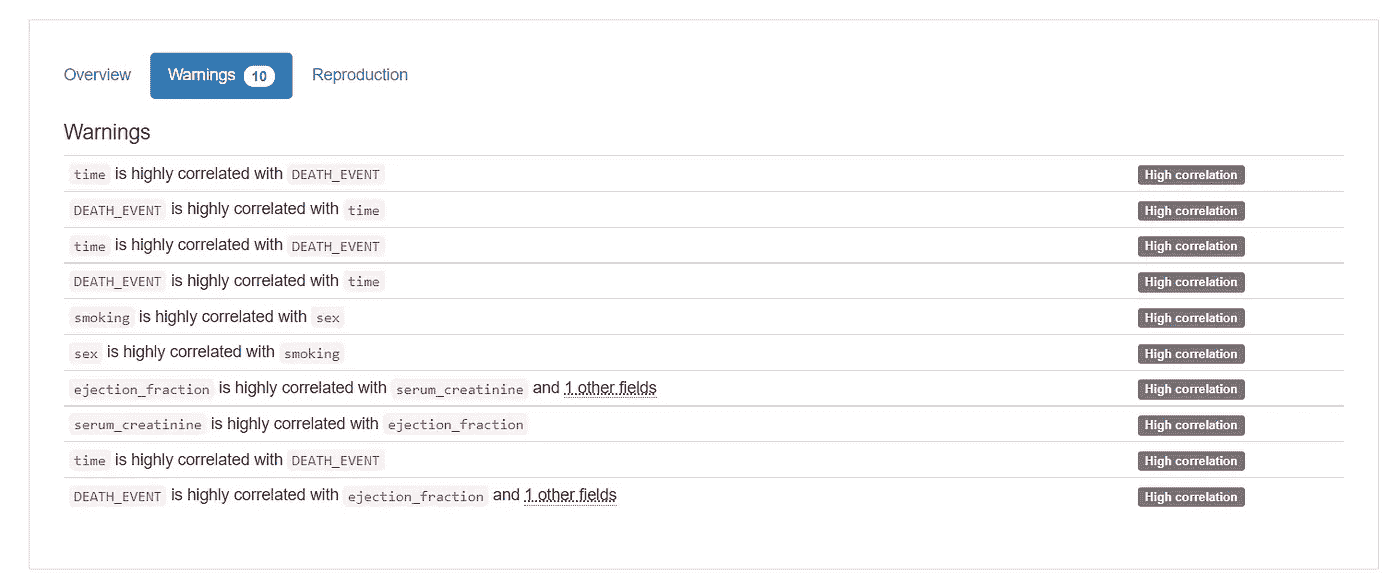 Overview Warnings 10 Reproduction
Warnings
time is highly correlated with DEATH_EVENT High correlation
DEATH_EVENT is highly correlated with time High correlation
time is highly correlated with DEATH_EVENT High correlation
DEATH_EVENT is highly correlated with time High correlation
smoking is highly correlated with sex High correlation
sex is highly correlated with smoking High correlation
ejection_fraction is highly correlated with serum_creatinine and 1 other fields High correlation
serum_creatinine is highly correlated with ejection_fraction High correlation
time is highly correlated with DEATH_EVENT High correlation
DEATH_EVENT is highly correlated with ejection_fraction and 1 other fields High correlation